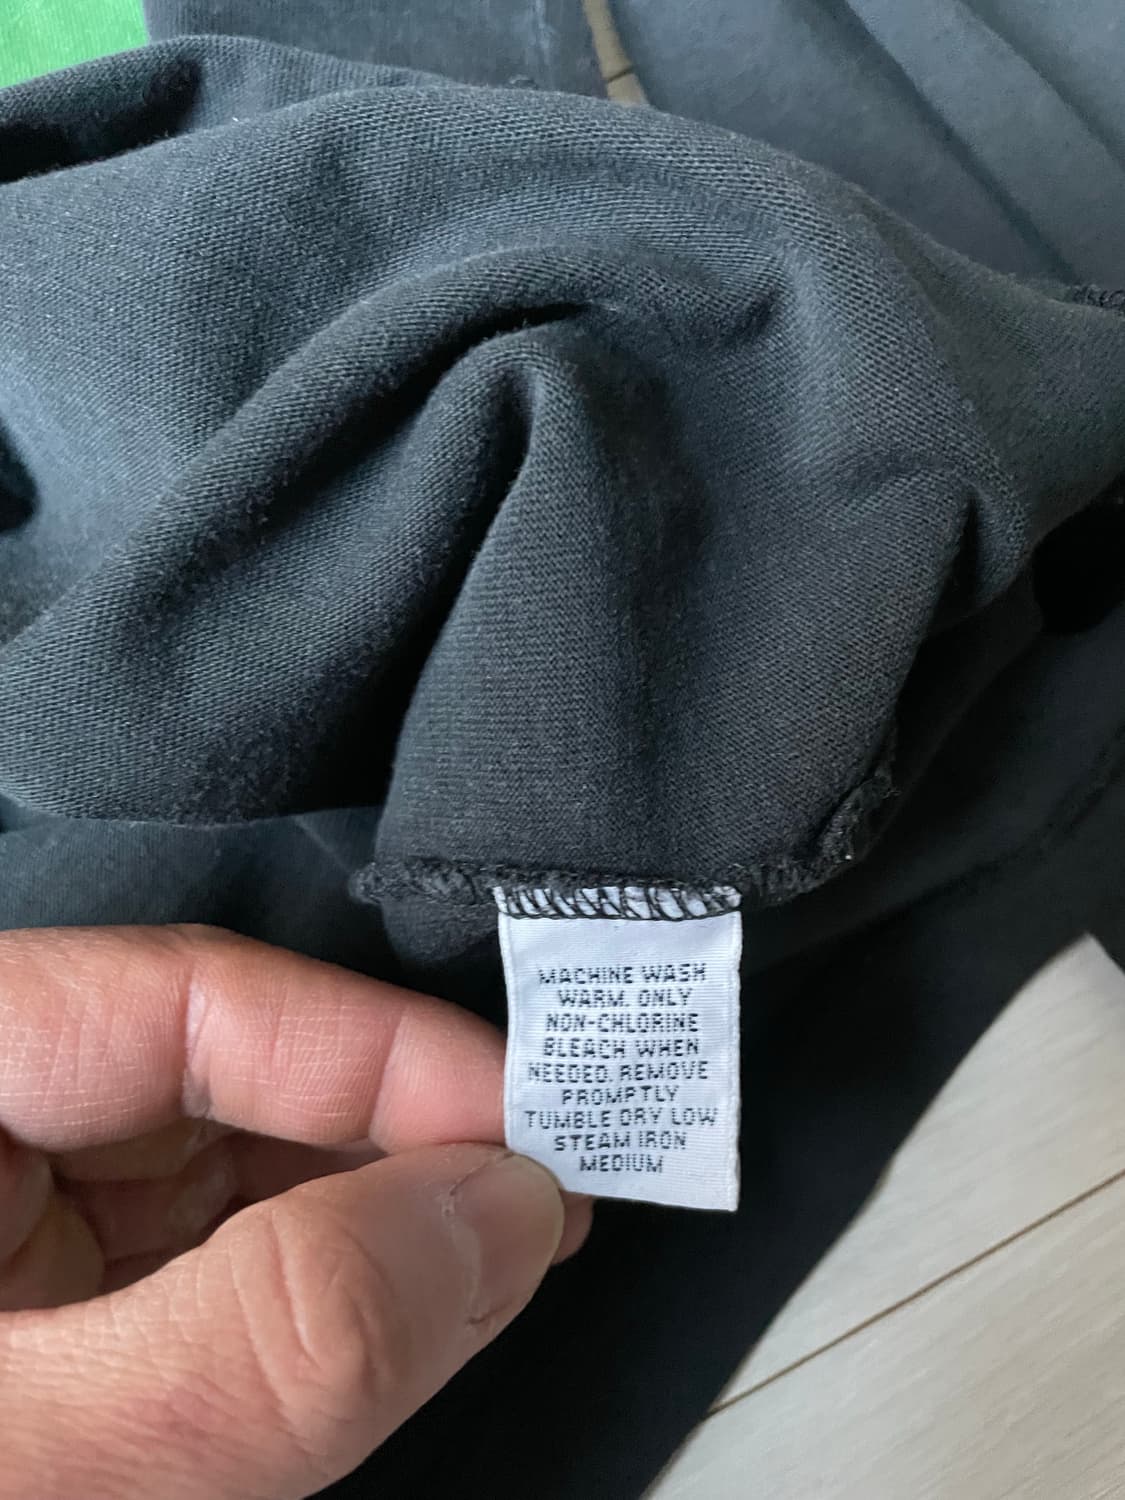 MACHINE WASH
WARM. ONLY
NON-CHLORINE
BLEACH WHEN
NEEDED. REMOVE
PROMPTLY
TUMBLE DRY LOW
STEAM IRON
MEDIUM